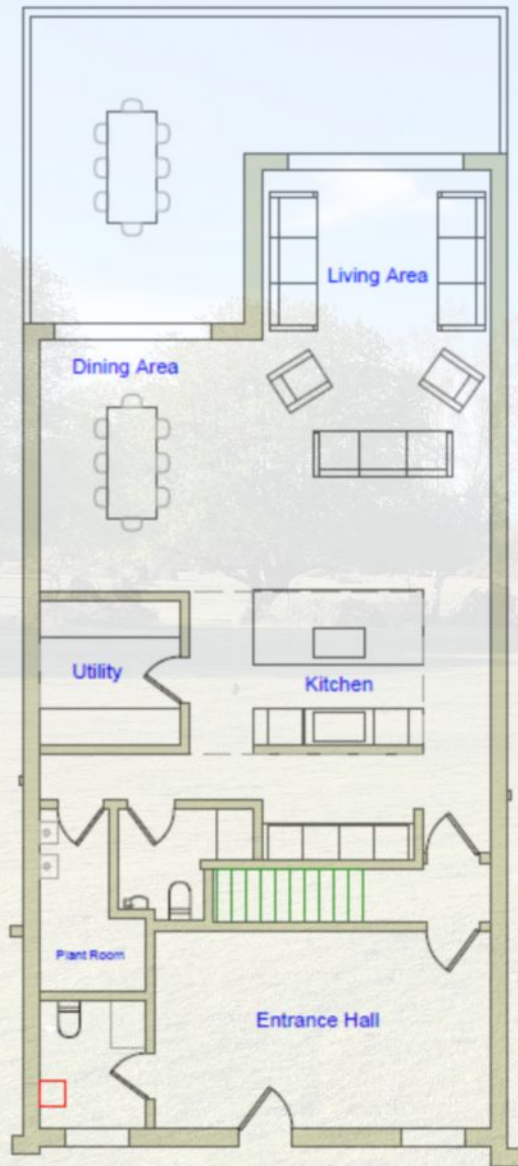 Living Area
Dining Area
Utility
Kitchen
Plant Room
Entrance Hall